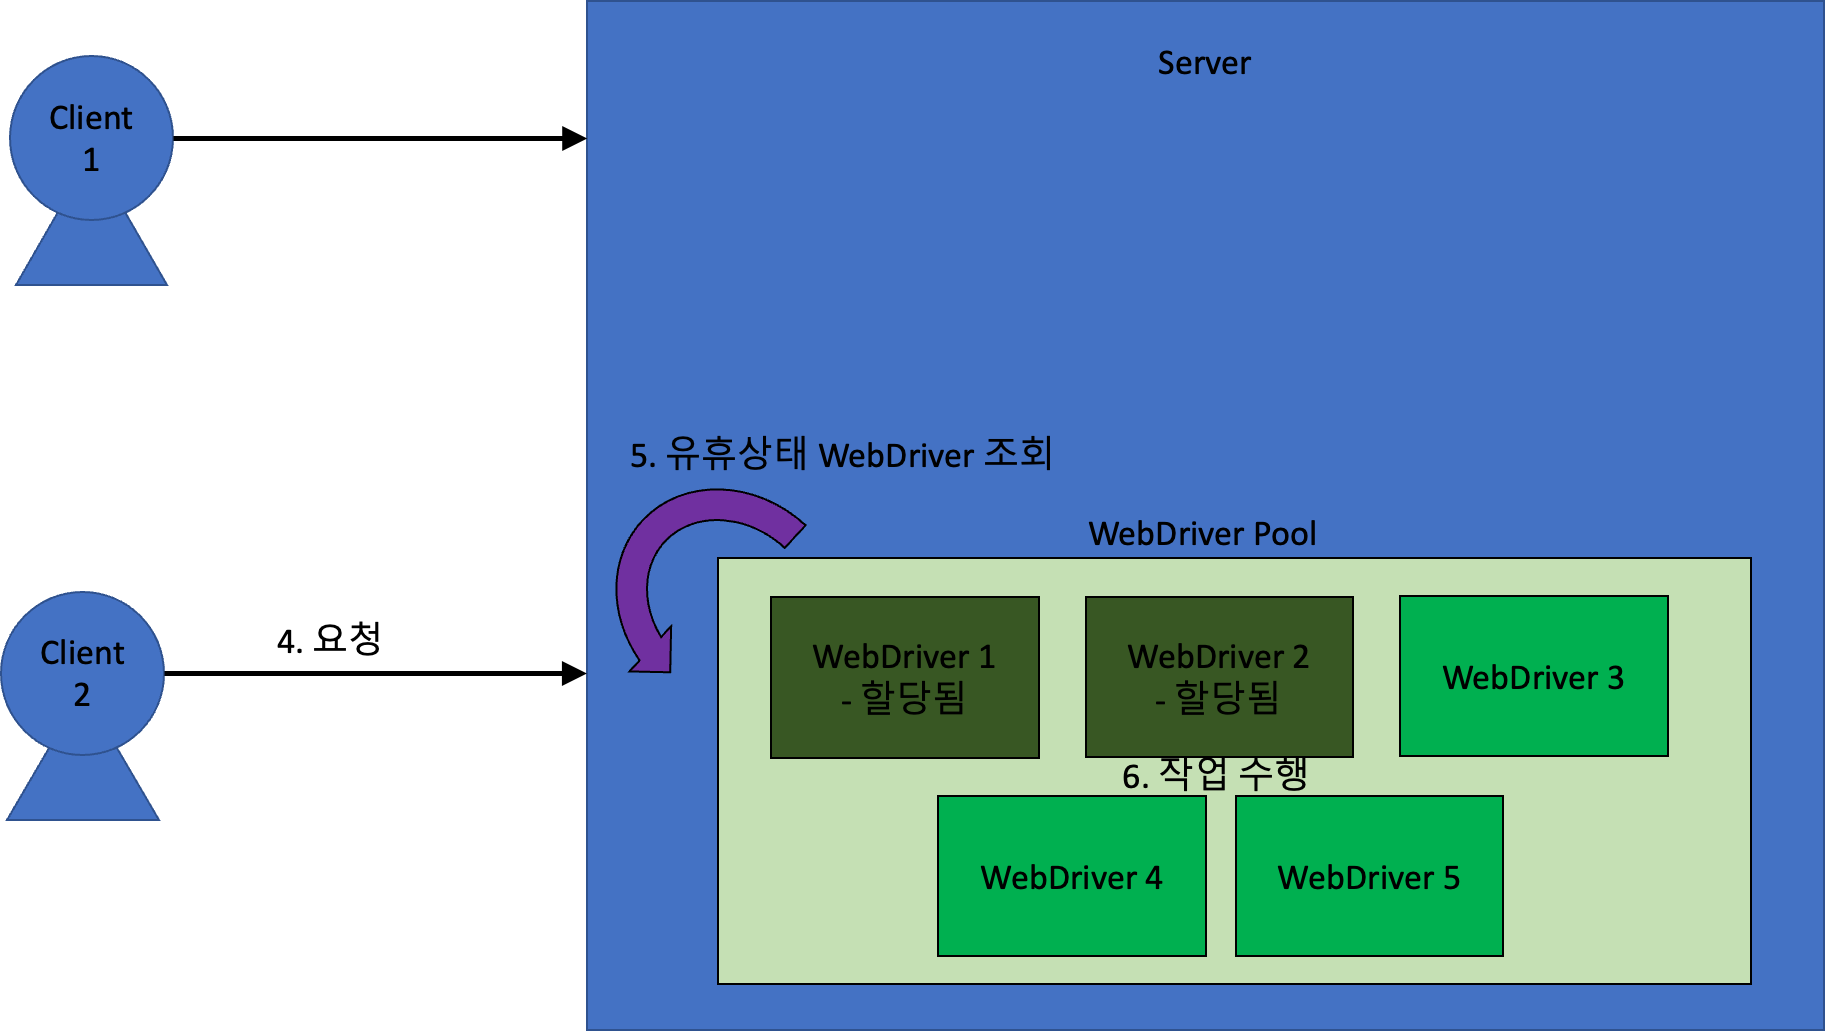 Server
Client
1
5. 유휴상태 WebDriver 조회
WebDriver Pool
4. 요청
Client
2
WebDriver 1
- 할당됨
WebDriver 2
- 할당됨
WebDriver 3
6. 작업 수행
WebDriver 4
WebDriver 5